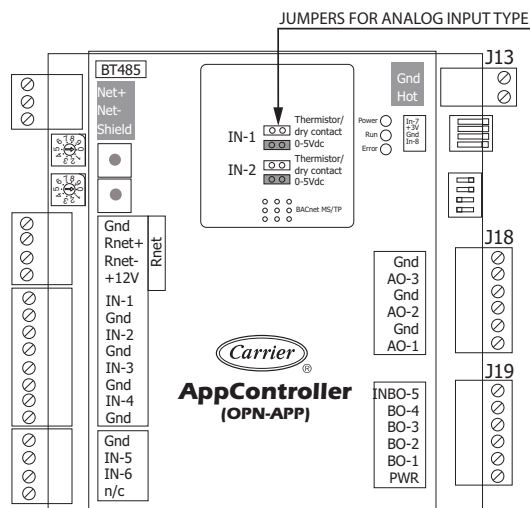 JUMPERS FOR ANALOG INPUT TYPE
J13
BT485
Net+
Net-
Shield
Gnd
Hot
IN-1
Thermistor/
dry contact
0-5Vdc
IN-2
Thermistor/
dry contact
0-5Vdc
BACnet MS/TP
Power
Run
Error
In-7
+3V
Gnd
In-8
Gnd
Rnet+
Rnet-
+12V
Rnet
IN-1
Gnd
IN-2
Gnd
IN-3
Gnd
IN-4
Gnd
Gnd
IN-5
IN-6
n/c
J18
Gnd
AO-3
Gnd
AO-2
Gnd
AO-1
Carrier
®
AppController
(OPN-APP)
J19
INBO-5
BO-4
BO-3
BO-2
BO-1
PWR